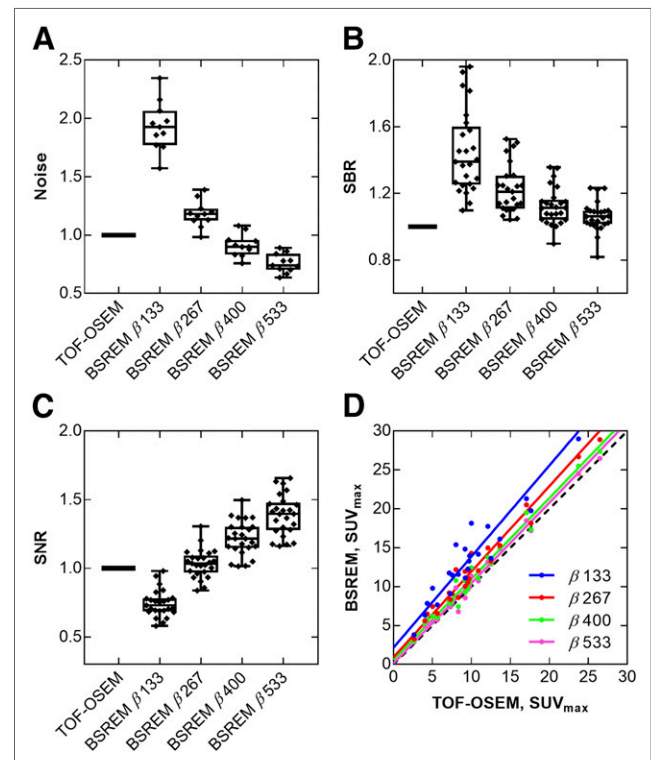 A
Noise
2.5
2.0
1.5
1.0
0.5
TOF-OSEM
BSREM β133
BSREM β267
BSREM β400
BSREM β533
B
SBR
2.0
1.6
1.2
0.8
TOF-OSEM
BSREM β133
BSREM β267
BSREM β400
BSREM β533
C
SNR
2.0
1.5
1.0
0.5
TOF-OSEM
BSREM β133
BSREM β267
BSREM β400
BSREM β533
D
BSREM, SUVmax
30
25
20
15
10
5
0
β133
β267
β400
β533
0 5 10 15 20 25 30
TOF-OSEM, SUVmax